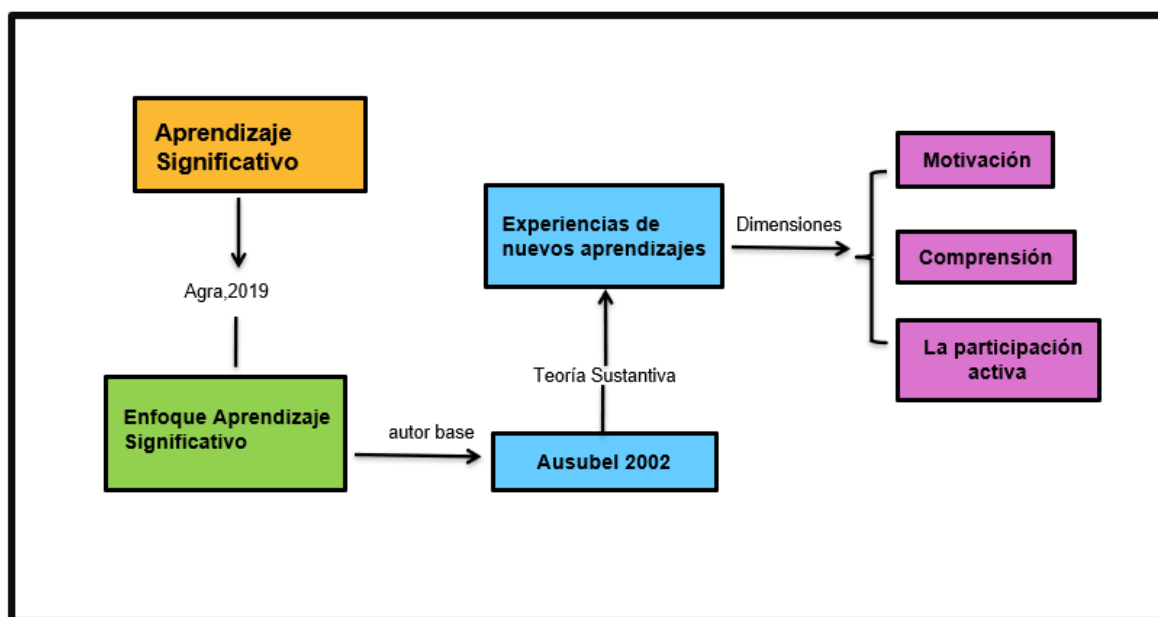 Aprendizaje
Significativo
Agra,2019
Enfoque Aprendizaje
Significativo
autor base
Ausubel 2002
Teoría Sustantiva
Experiencias de
nuevos aprendizajes
Dimensiones
Motivación
Comprensión
La participación
activa